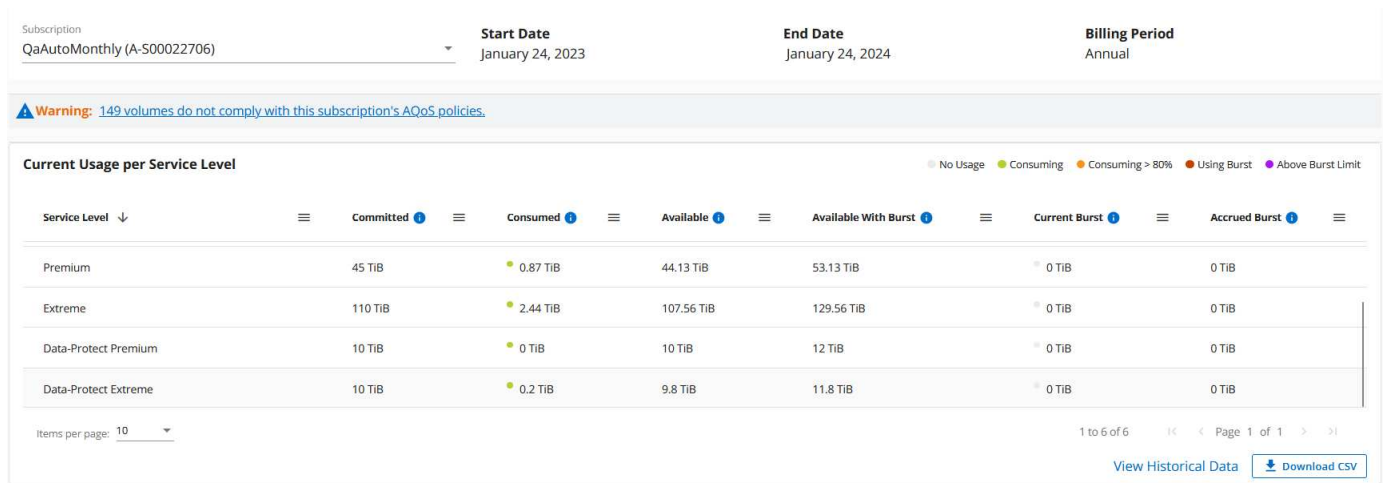 Subscription
QaAutoMonthly (A-S00022706)
Start Date
January 24, 2023
End Date
January 24, 2024
Billing Period
Annual
Warning: 149 volumes do not comply with this subscription's AQoS policies.
Current Usage per Service Level
No Usage Consuming Consuming > 80% Using Burst Above Burst Limit
Service Level Committed Consumed Available Available With Burst Current Burst Accrued Burst
Premium 45 TiB 0.87 TiB 44.13 TiB 53.13 TiB 0 TiB 0 TiB
Extreme 110 TiB 2.44 TiB 107.56 TiB 129.56 TiB 0 TiB 0 TiB
Data-Protect Premium 10 TiB 0 TiB 10 TiB 12 TiB 0 TiB 0 TiB
Data-Protect Extreme 10 TiB 0.2 TiB 9.8 TiB 11.8 TiB 0 TiB 0 TiB
Items per page: 10 1 to 6 of 6 Page 1 of 1
View Historical Data Download CSV